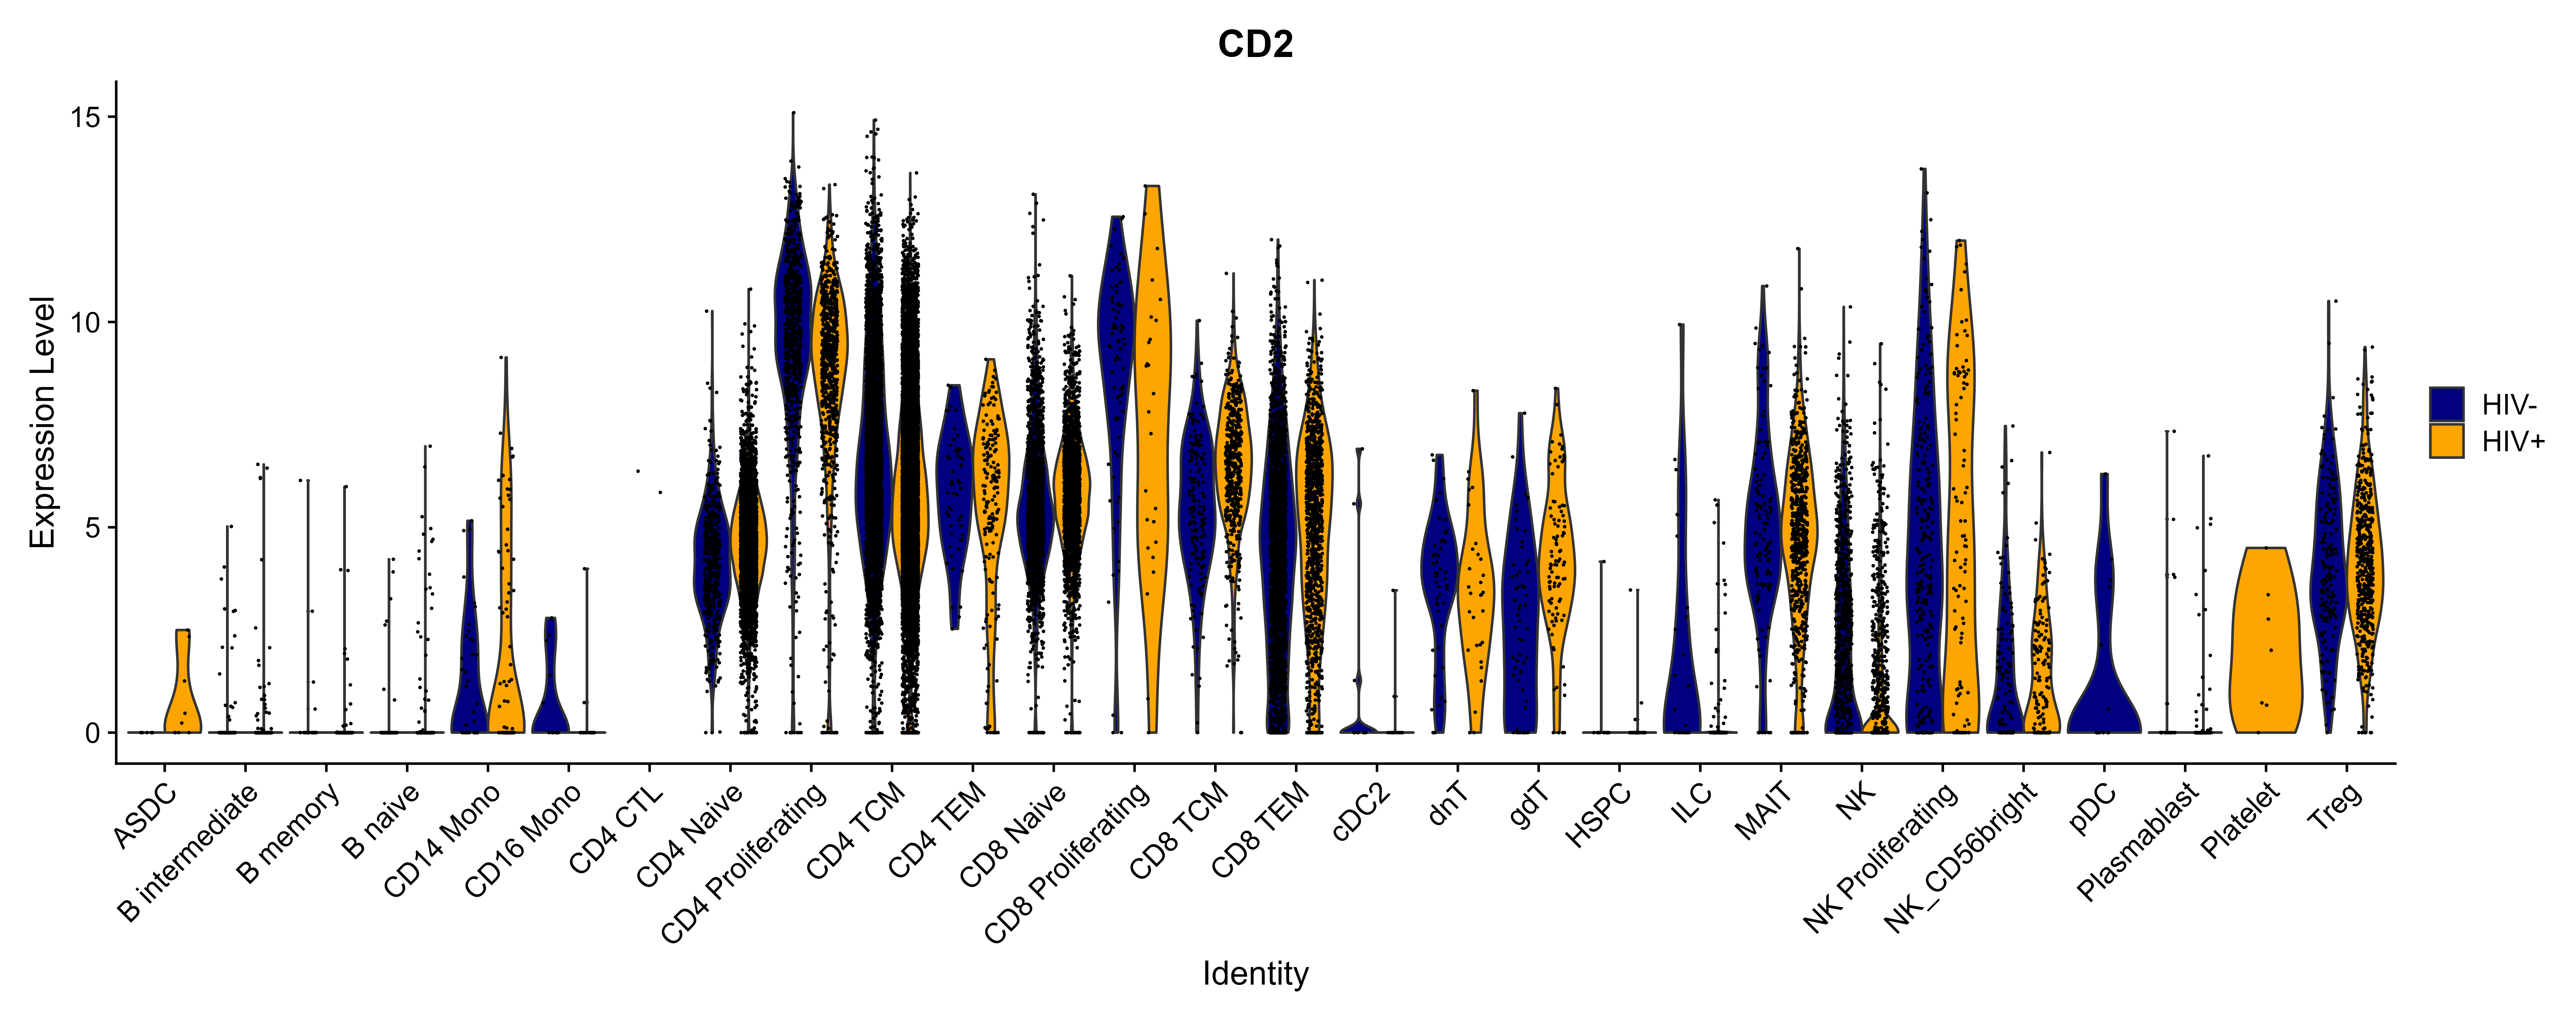 CD2
Expression Level
15
10
5
0
ASDC
B intermediate
B memory
B naive
CD14 Mono
CD16 Mono
CD4 CTL
CD4 Naive
CD4 Proliferating
CD4 TCM
CD4 TEM
CD8 Naive
CD8 Proliferating
CD8 TCM
CD8 TEM
cDC2
dnT
gdT
HSPC
ILC
MAIT
NK
NK Proliferating
NK_CD56bright
pDC
Plasmablast
Platelet
Treg
Identity
HIV-
HIV+